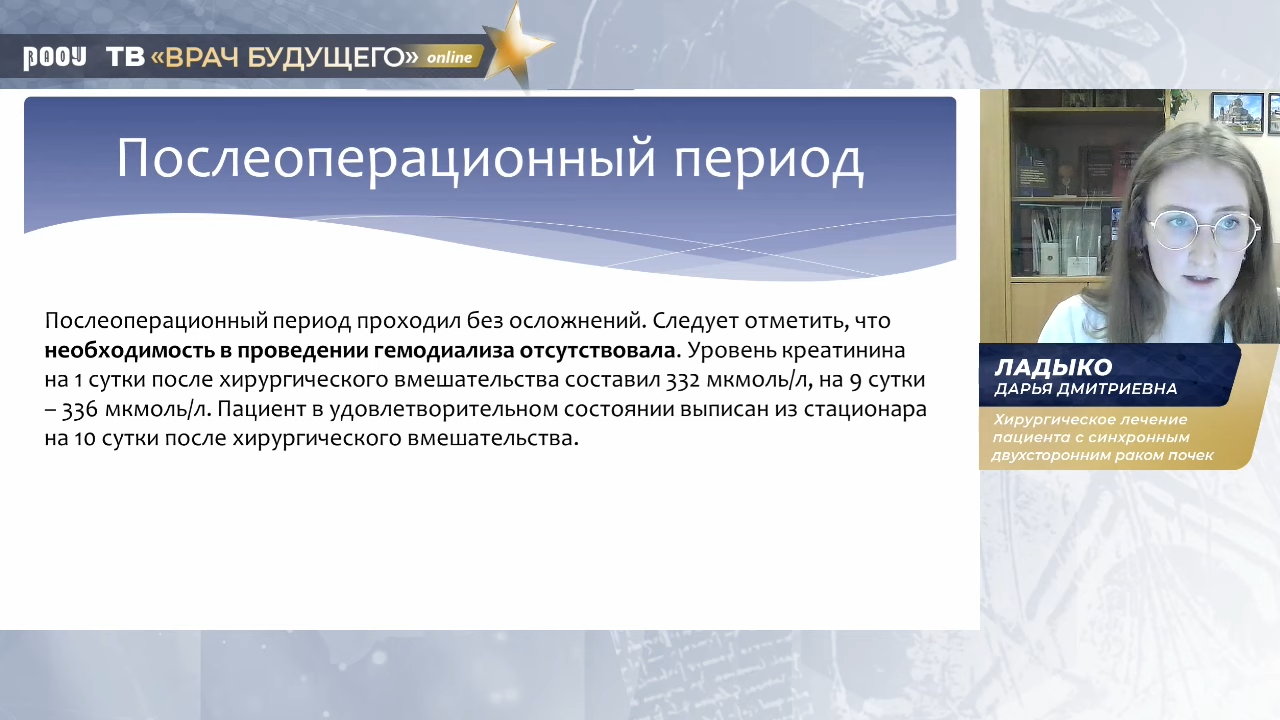 РООУ ТВ «ВРАЧ БУДУЩЕГО» online
Послеоперационный период
Послеоперационный период проходил без осложнений. Следует отметить, что
необходимость в проведении гемодиализа отсутствовала. Уровень креатинина
на 1 сутки после хирургического вмешательства составил 332 мкмоль/л, на 9 сутки
– 336 мкмоль/л. Пациент в удовлетворительном состоянии выписан из стационара
на 10 сутки после хирургического вмешательства.
ЛАДЫКО
ДАРЬЯ ДМИТРИЕВНА
Хирургическое лечение
пациента с синхронным
двухсторонним раком почек